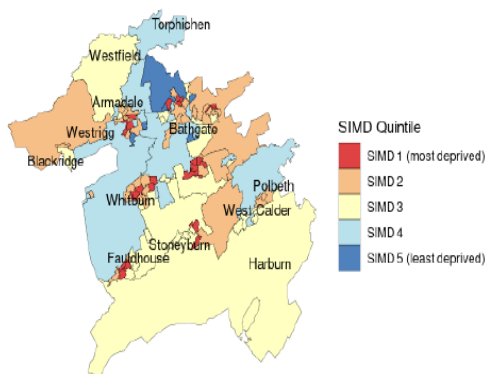 Torphichen
Westfield
Armadale
Westrigg
Bathgate
Blackridge
Polbeth
Whitburn
West Calder
Stoneyburn
Fauldhouse
Harburn
SIMD Quintile
SIMD 1 (most deprived)
SIMD 2
SIMD 3
SIMD 4
SIMD 5 (least deprived)